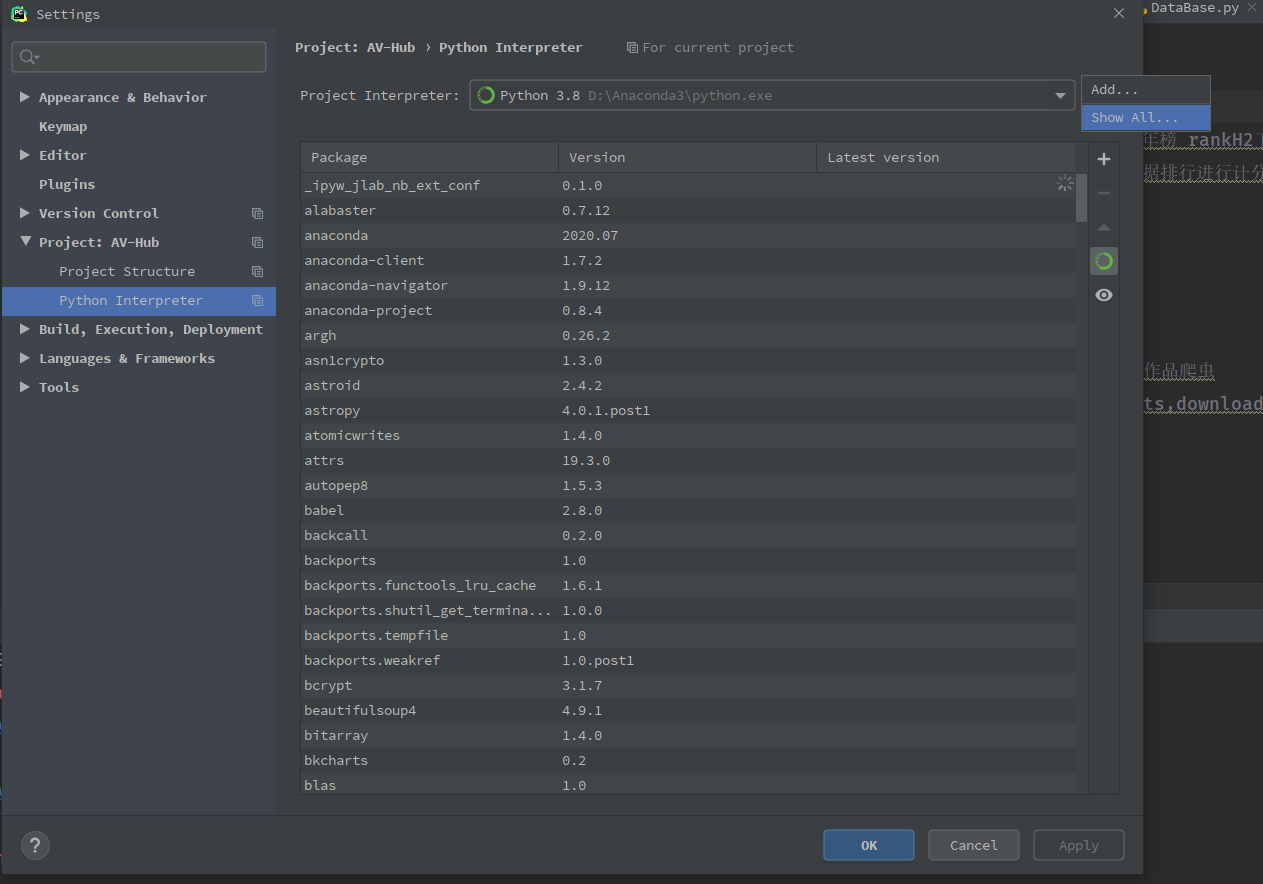 Settings
DataBase.py
Project: AV-Hub › Python Interpreter
For current project
Project Interpreter:
Python 3.8 D:\Anaconda3\python.exe
Add...
Show All...
Appearance & Behavior
Keymap
Editor
Plugins
Version Control
Project: AV-Hub
Project Structure
Python Interpreter
Build, Execution, Deployment
Languages & Frameworks
Tools
Package Version Latest version
_ipyw_jlab_nb_ext_conf 0.1.0
alabaster 0.7.12
anaconda 2020.07
anaconda-client 1.7.2
anaconda-navigator 1.9.12
anaconda-project 0.8.4
argh 0.26.2
asn1crypto 1.3.0
astroid 2.4.2
astropy 4.0.1.post1
atomicwrites 1.4.0
attrs 19.3.0
autopep8 1.5.3
babel 2.8.0
backcall 0.2.0
backports 1.0
backports.functools_lru_cache 1.6.1
backports.shutil_get_termina... 1.0.0
backports.tempfile 1.0
backports.weakref 1.0.post1
bcrypt 3.1.7
beautifulsoup4 4.9.1
bitarray 1.4.0
bkcharts 0.2
blas 1.0
年榜 rankH2
据排行进行计分
作品爬虫
ts,download
?
OK
Cancel
Apply